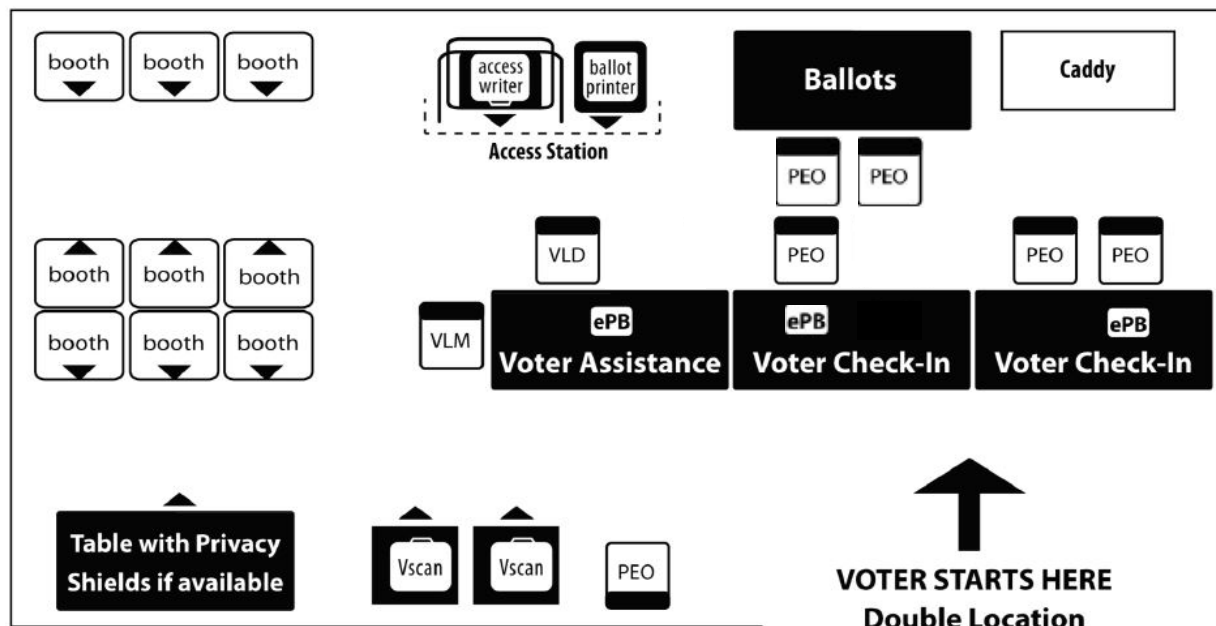 booth booth booth
access
writer
ballot
printer
Access Station
Ballots
Caddy
PEO PEO
VLD
PEO
PEO PEO
booth booth booth
booth booth booth
VLM
ePB
Voter Assistance
ePB
Voter Check-In
ePB
Voter Check-In
Table with Privacy
Shields if available
Vscan
Vscan
PEO
VOTER STARTS HERE
Double Location